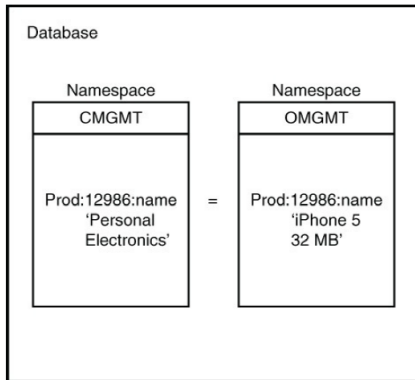 Database
Namespace
CMGMT
Prod:12986:name
‘Personal
Electronics’
=
Namespace
OMGMT
Prod:12986:name
‘iPhone 5
32 MB’